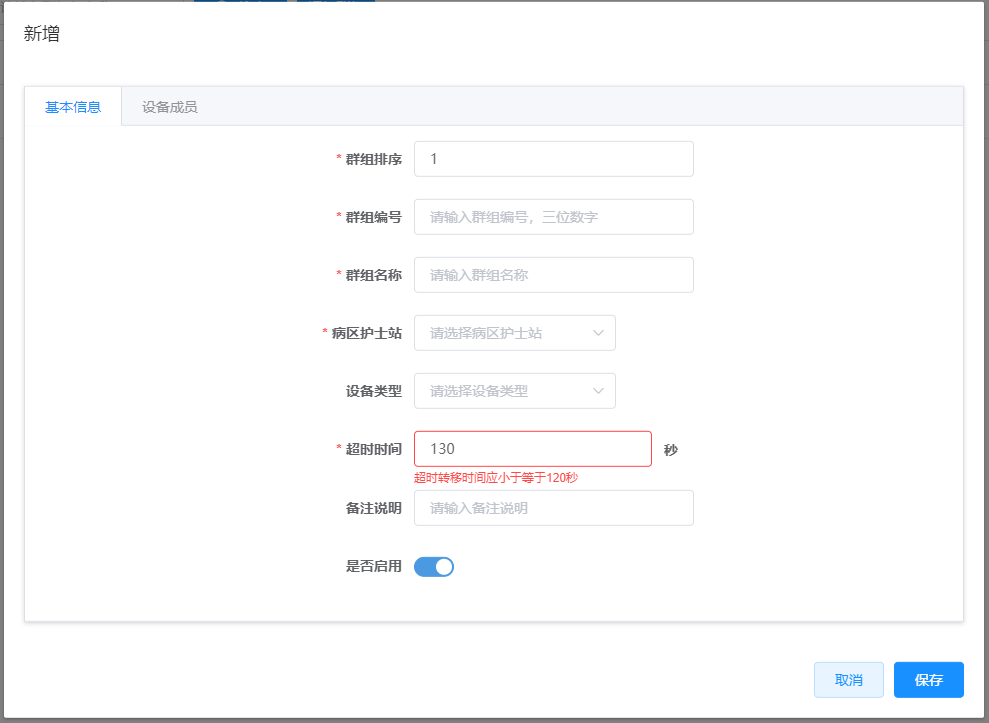 新增
基本信息 设备成员
* 群组排序 1
* 群组编号 请输入群组编号，三位数字
* 群组名称 请输入群组名称
* 病区护士站 请选择病区护士站
设备类型 请选择设备类型
* 超时时间 130 秒
超时转移时间应小于等于120秒
备注说明 请输入备注说明
是否启用
取消 保存